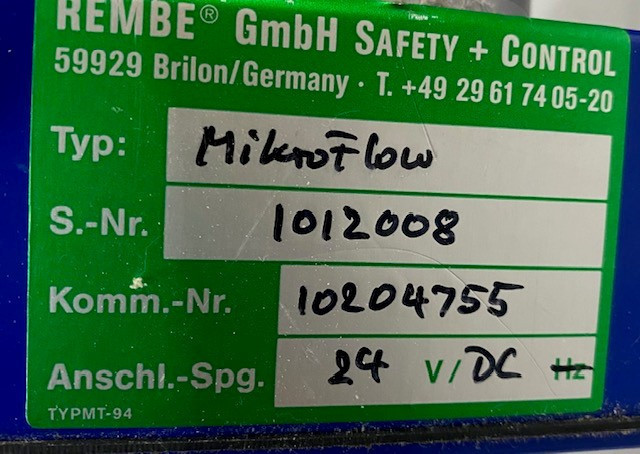 REMBE® GmbH SAFETY + CONTROL
59929 Brilon/Germany · T. +49 29 61 74 05-20
Typ: MikroFlow
S.-Nr. 1012008
Komm.-Nr. 10204755
Anschl.-Spg. 24 V/ DC Hz
TYPMT-94